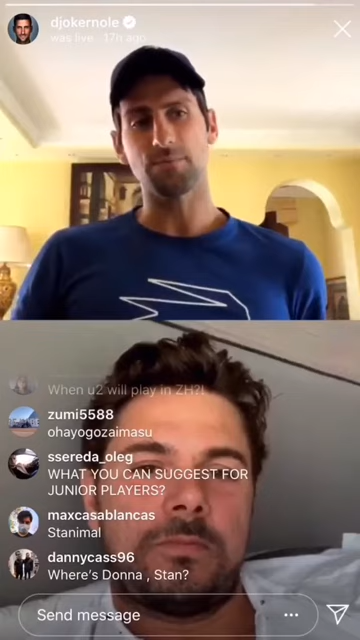 djokernole
was live · 17h ago
When u2 will play in ZH?!
zumi5588
ohayogozaimasu
ssereda_oleg
WHAT YOU CAN SUGGEST FOR
JUNIOR PLAYERS?
maxcasablancas
Stanimal
dannycass96
Where's Donna , Stan?
Send message